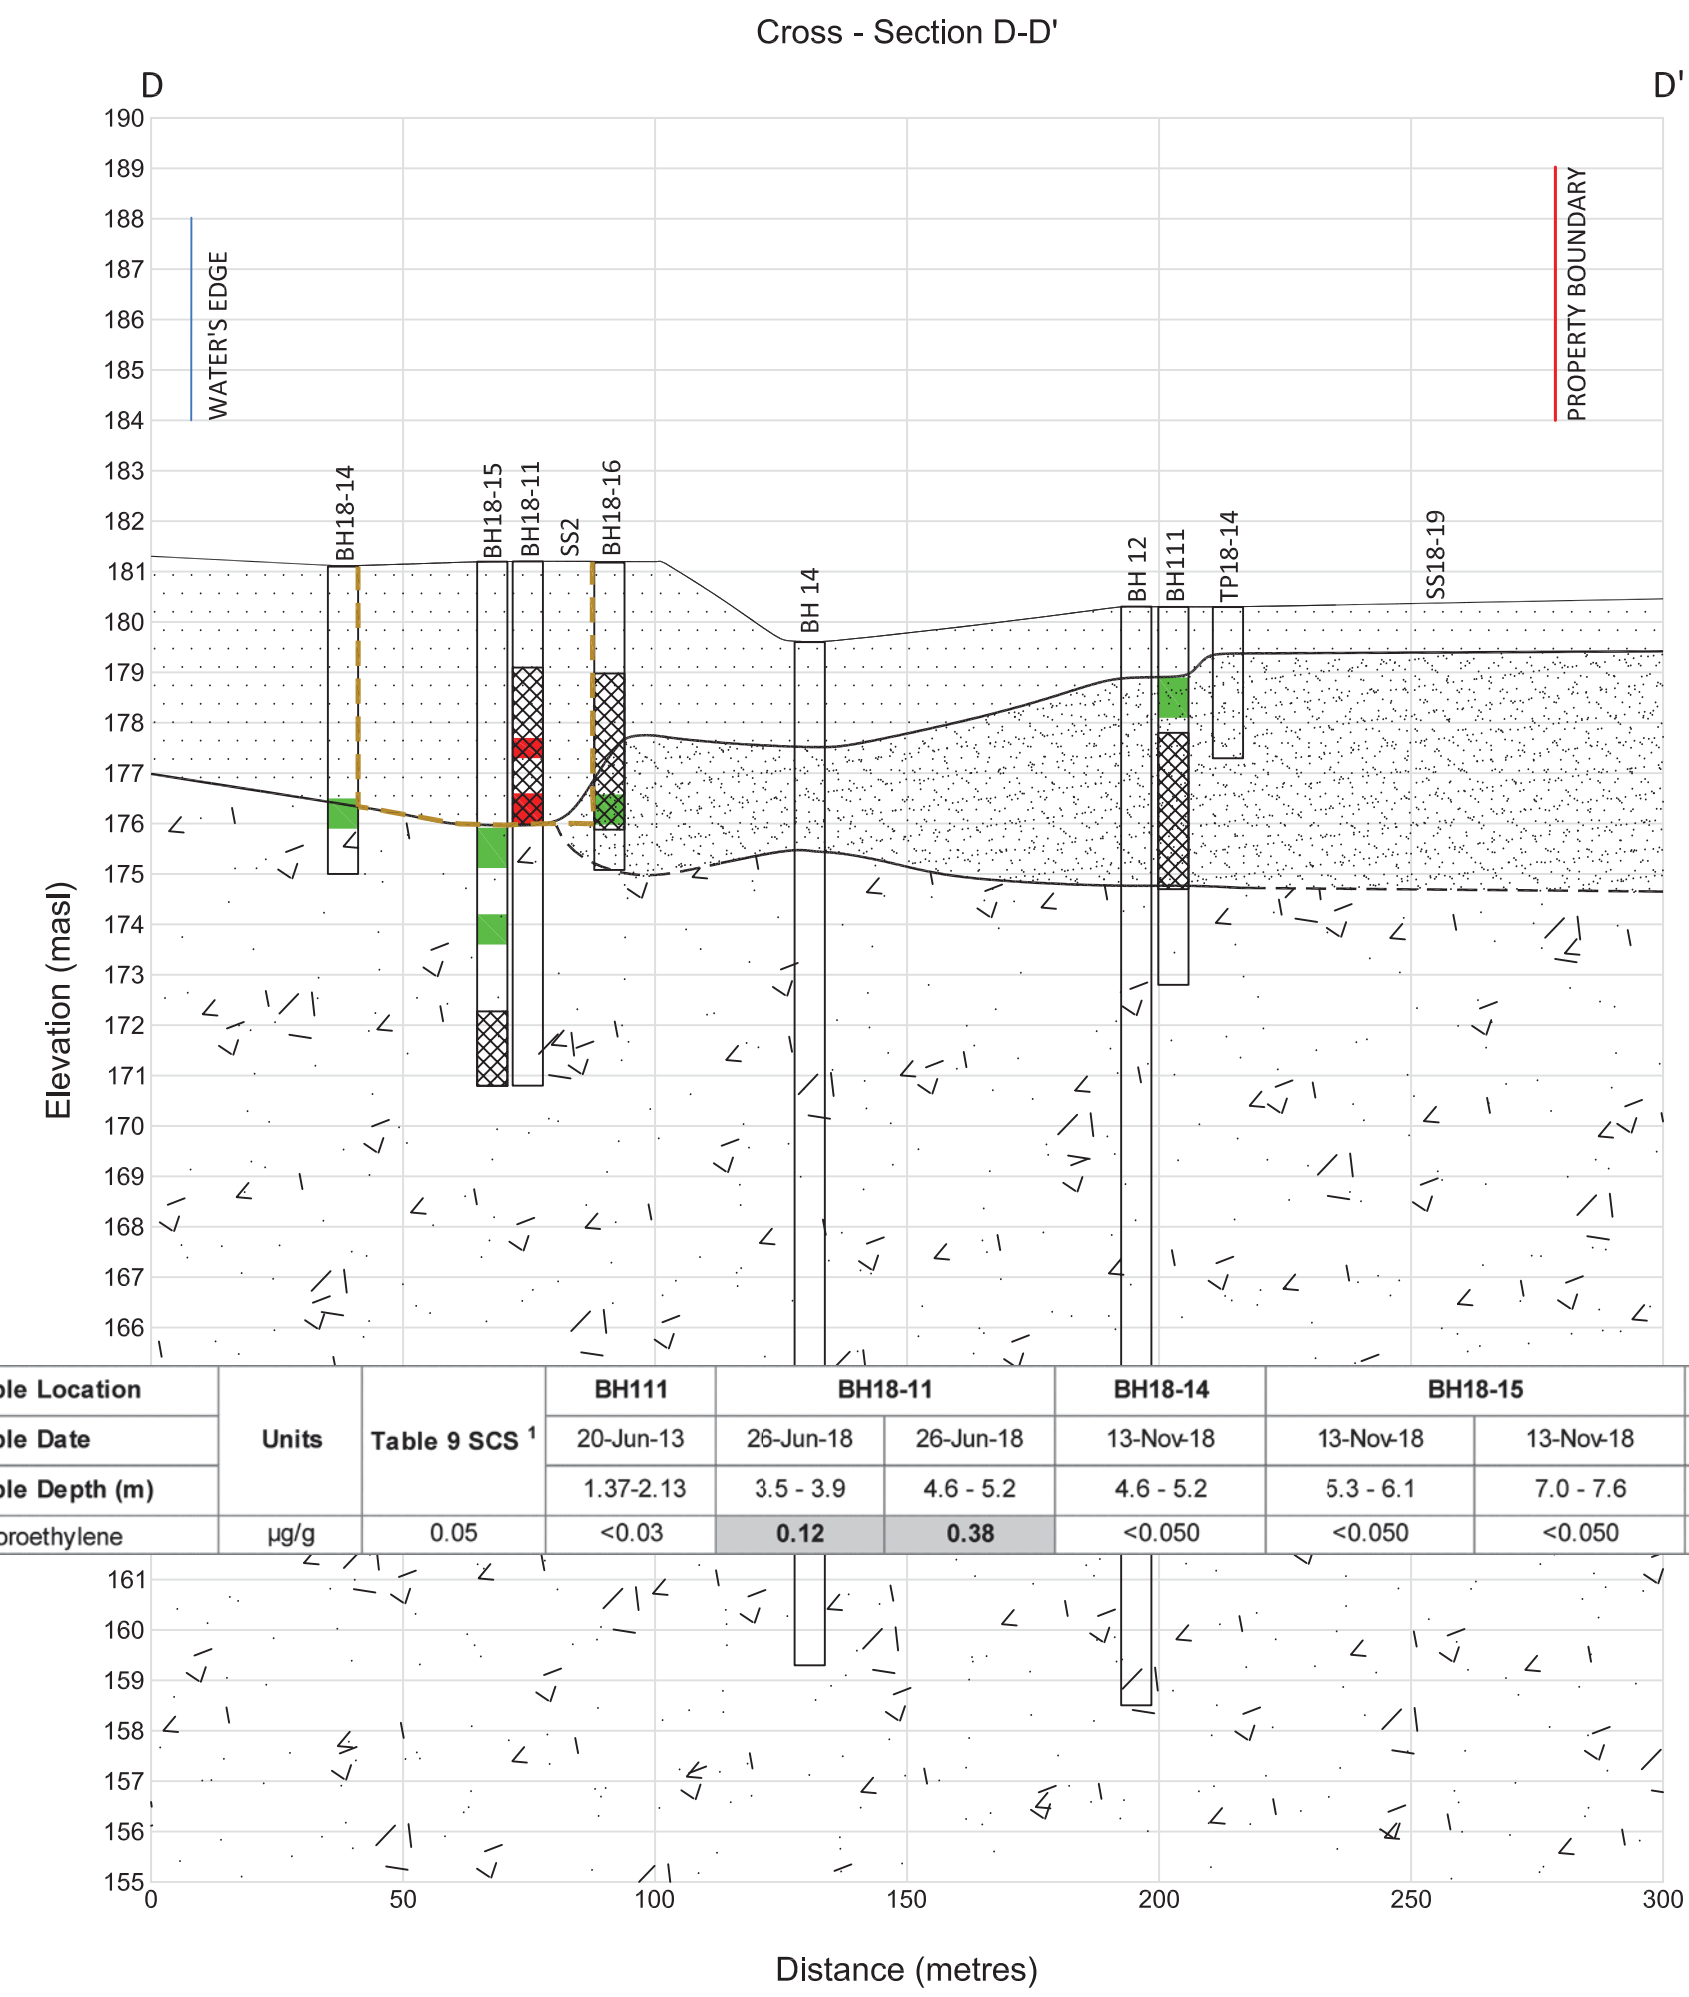 Cross - Section D-D'
D
D'
190
189
188
187
186
185
184
183
182
181
180
179
178
177
176
175
174
173
172
171
170
169
168
167
166
161
160
159
158
157
156
155
Elevation (masl)
WATER'S EDGE
PROPERTY BOUNDARY
BH18-14
BH18-15
BH18-11
SS2
BH18-16
BH 14
BH 12
BH111
TP18-14
SS18-19
ple Location
Units
Table 9 SCS 1
BH111
BH18-11
BH18-14
BH18-15
ple Date
20-Jun-13
26-Jun-18
26-Jun-18
13-Nov-18
13-Nov-18
13-Nov-18
ple Depth (m)
1.37-2.13
3.5 - 3.9
4.6 - 5.2
4.6 - 5.2
5.3 - 6.1
7.0 - 7.6
oroethylene
µg/g
0.05
<0.03
0.12
0.38
<0.050
<0.050
<0.050
0
50
100
150
200
250
300
Distance (metres)